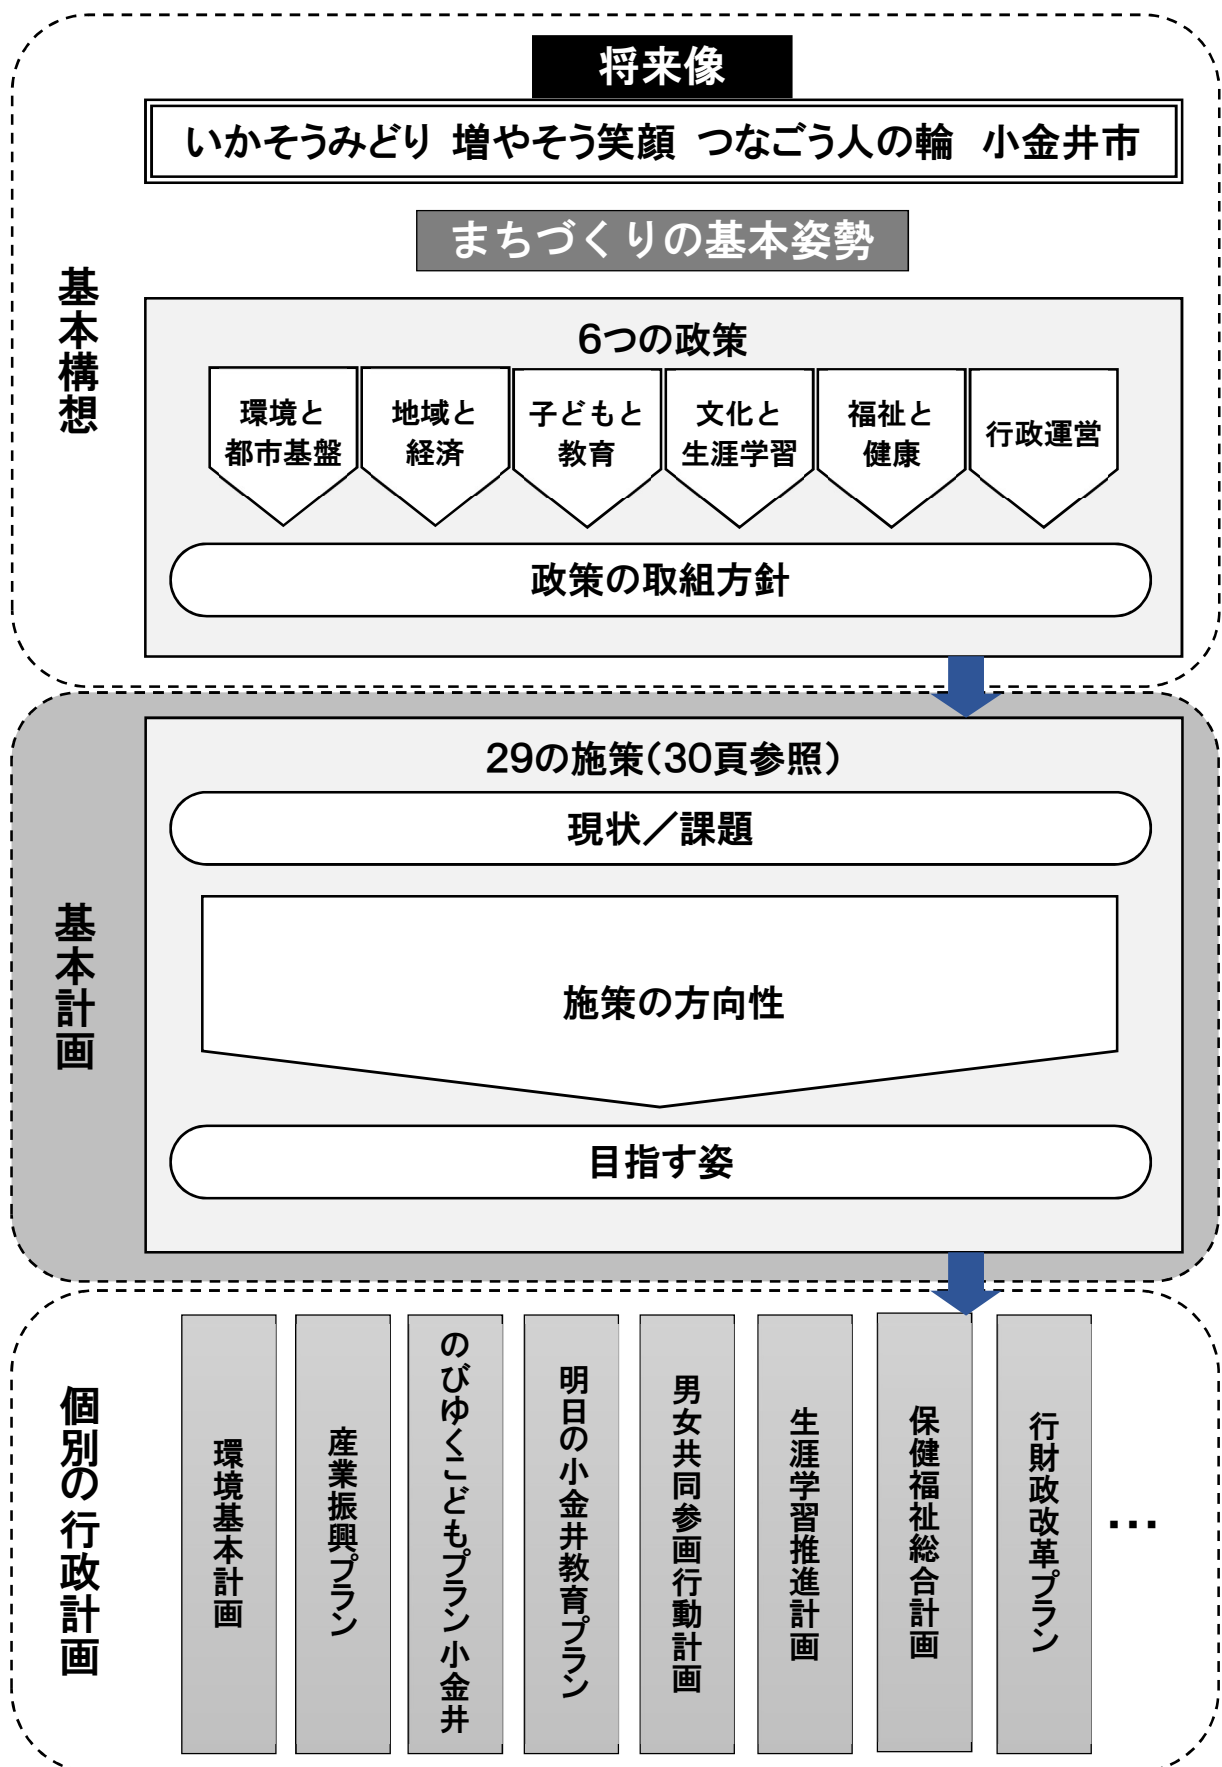 将来像
いかそうみどり 増やそう笑顔 つなごう人の輪 小金井市
まちづくりの基本姿勢
基本構想
6つの政策
環境と
都市基盤
地域と
経済
子どもと
教育
文化と
生涯学習
福祉と
健康
行政運営
政策の取組方針
基本計画
29の施策(30頁参照)
現状/課題
施策の方向性
目指す姿
個別の行政計画
環境基本計画
産業振興プラン
のびゆくこどもプラン小金井
明日の小金井教育プラン
男女共同参画行動計画
生涯学習推進計画
保健福祉総合計画
行財政改革プラン
…